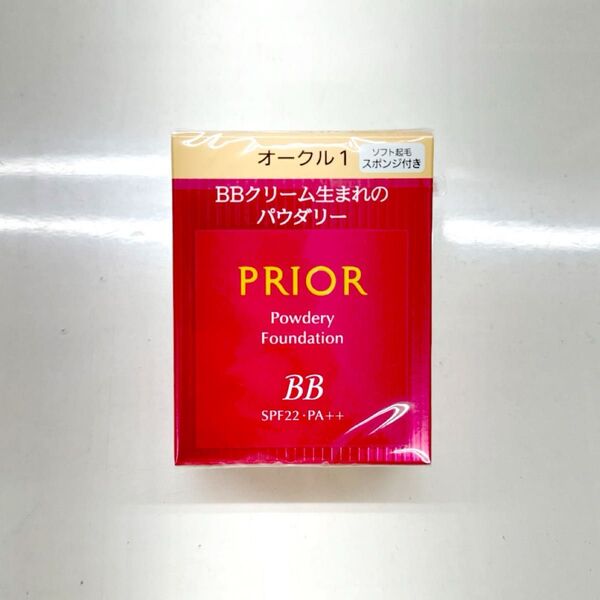 オークル1
ソフト起毛
スポンジ付き
BBクリーム生まれの
パウダリー
PRIOR
Powdery
Foundation
BB
SPF22・PA++